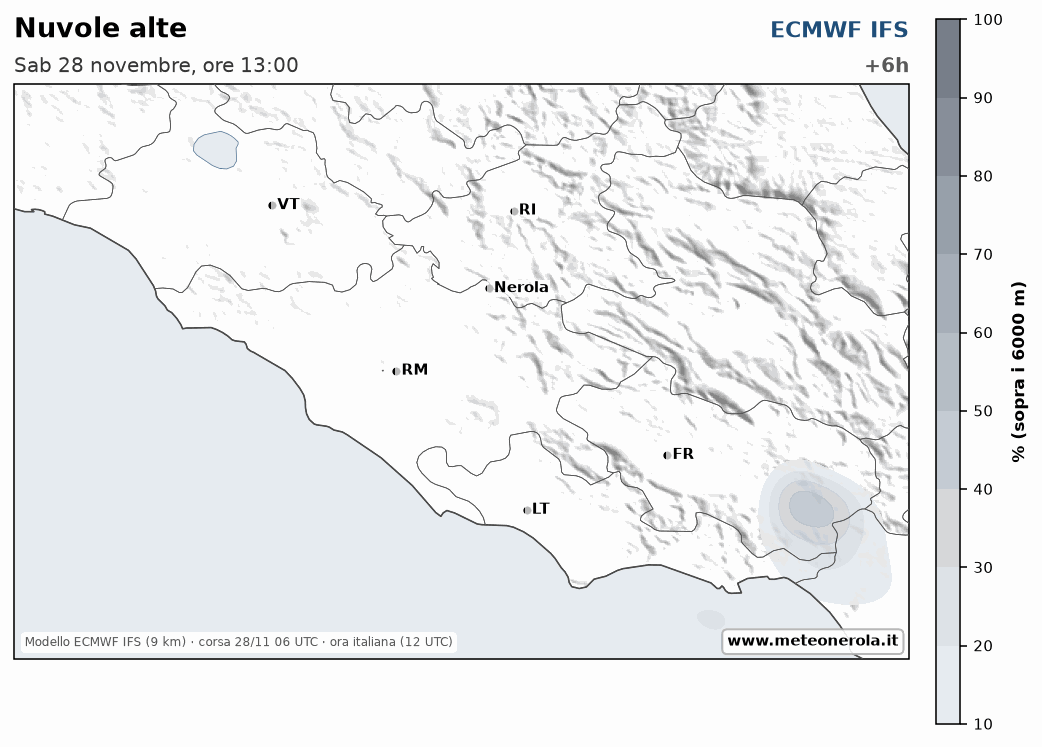 Nuvole alte
ECMWF IFS
Sab 28 novembre, ore 13:00
+6h
VT
RI
Nerola
RM
FR
LT
Modello ECMWF IFS (9 km) · corsa 28/11 06 UTC · ora italiana (12 UTC)
www.meteonerola.it
100
90
80
70
60
50
40
30
20
10
% (sopra i 6000 m)